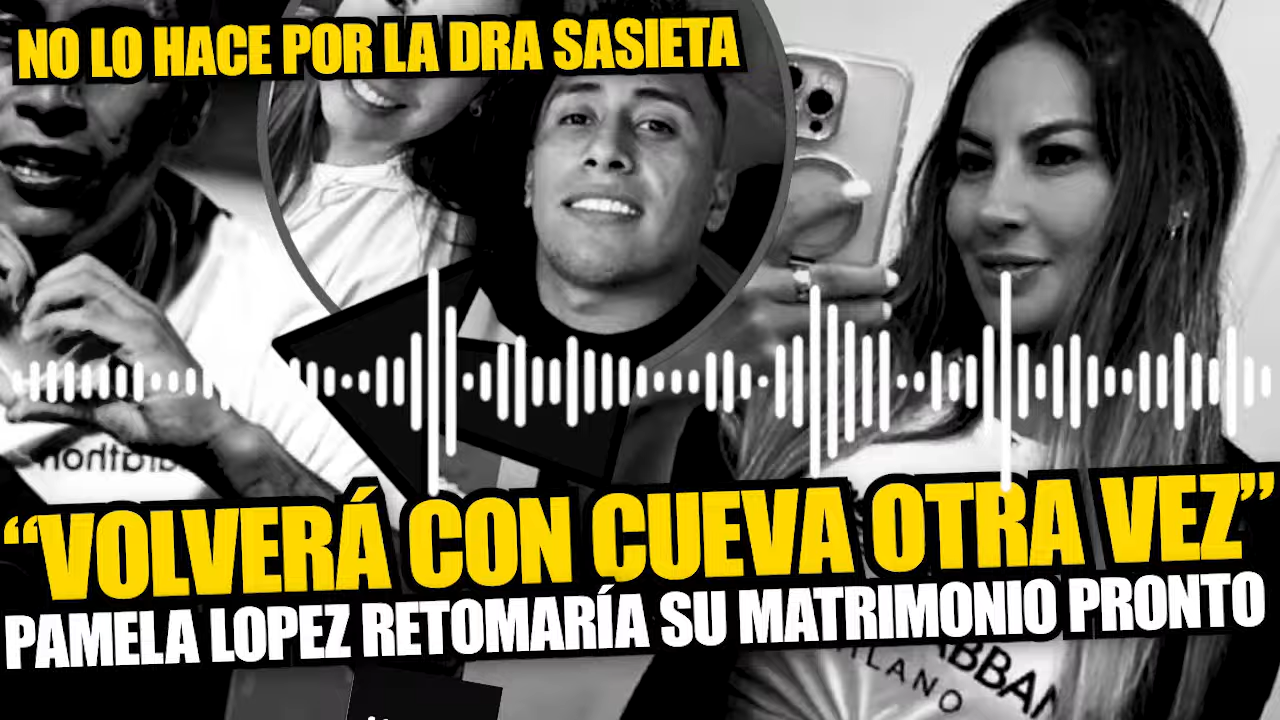 NO LO HACE POR LA DRA SASIETA
“VOLVERÁ CON CUEVA OTRA VEZ”
PAMELA LOPEZ RETOMARÍA SU MATRIMONIO PRONTO